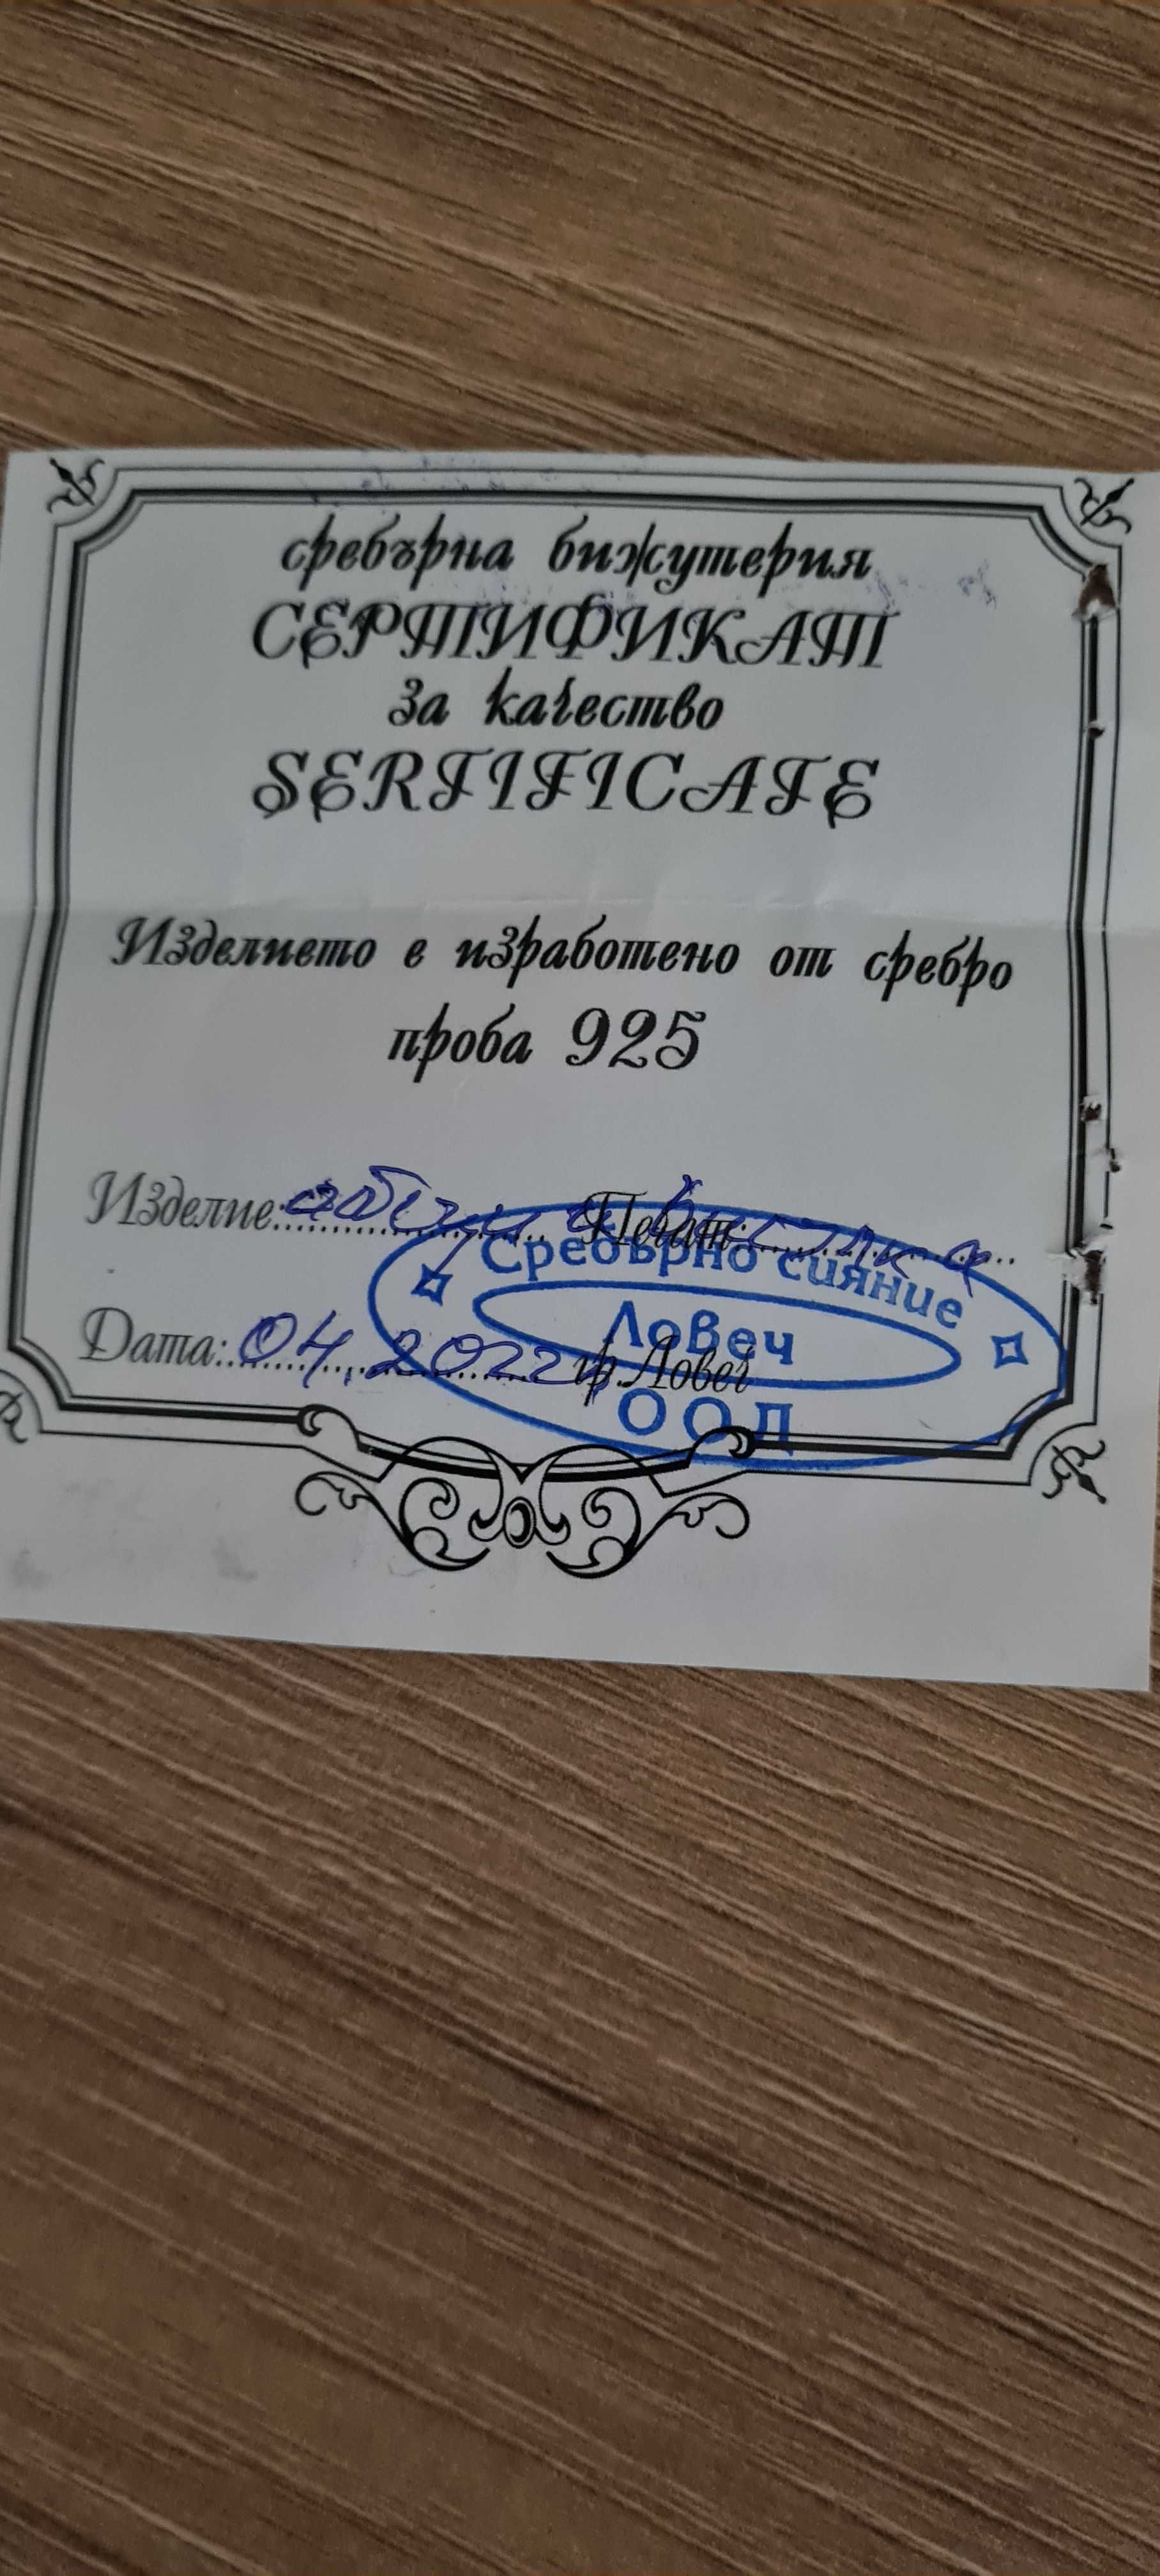 сребърна бижутерия
СЕРТИФИКАТ
за качество
SERTIFICATE
Изделието е изработено от сребро
проба 925
Изделие: Печат:
Сребърно сияние
Ловеч
ООД
Дата: 04.2022 гр. Ловеч